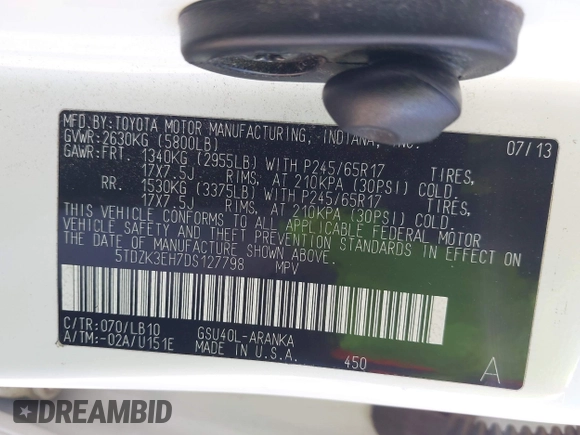 MFD.BY:TOYOTA MOTOR MANUFACTURING, INDIANA, INC. 07/13
GVWR:2630KG (5800LB)
GAWR:FRT. 1340KG (2955LB) WITH P245/65R17 TIRES,
17X7.5J RIMS, AT 210KPA (30PSI) COLD.
RR. 1530KG (3375LB) WITH P245/65R17 TIRES,
17X7.5J RIMS, AT 210KPA (30PSI) COLD.
THIS VEHICLE CONFORMS TO ALL APPLICABLE FEDERAL MOTOR
VEHICLE SAFETY AND THEFT PREVENTION STANDARDS IN EFFECT ON
THE DATE OF MANUFACTURE SHOWN ABOVE.
5TDZK3EH7DS127798 MPV
C/TR:070/LB10 GSU40L-ARANKA
A/TM:-02A/U151E MADE IN U.S.A. 450 A
DREAMBID